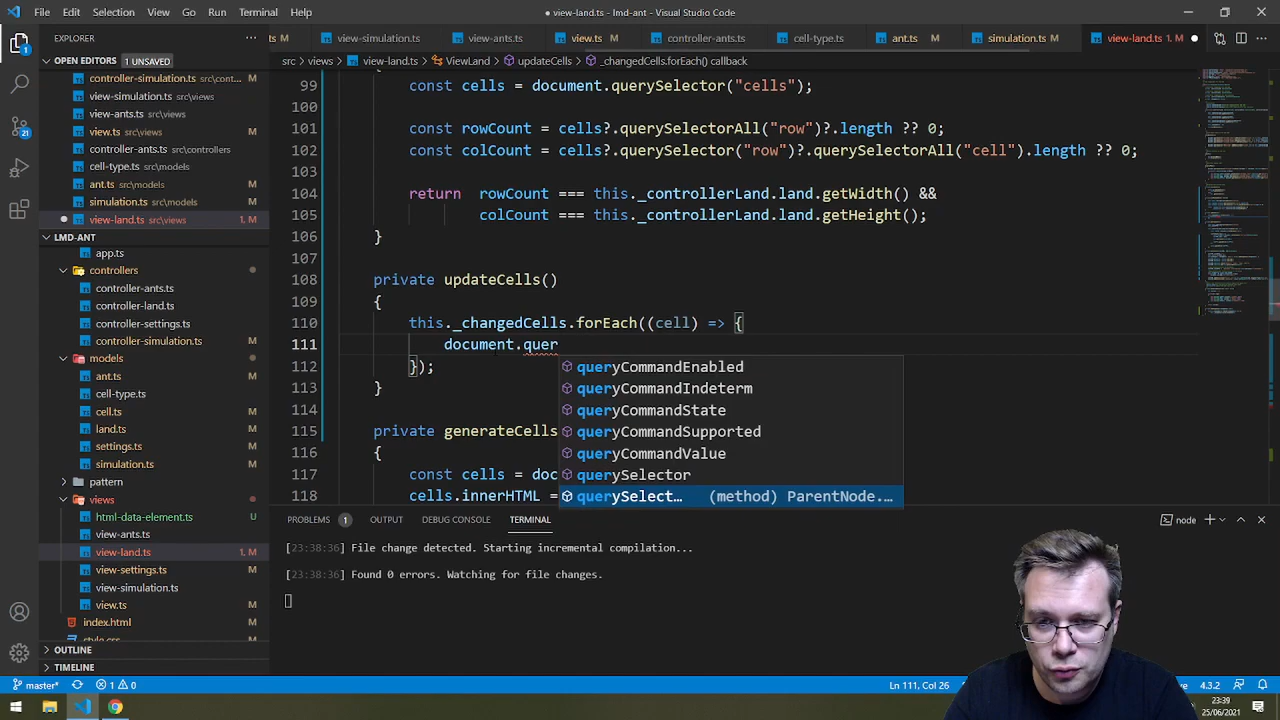 File Edit Selection View Go Run Terminal Help
● view-land.ts - lmd-ant - Visual Studio Code
EXPLORER
ts M view-simulation.ts view-ants.ts view.ts M controller-ants.ts cell-type.ts ant.ts M simulation.ts M view-land.ts 1, M
OPEN EDITORS 1 UNSAVED
src > views > view-land.ts > ViewLand > updateCells > _changedCells.forEach() callback
controller-simulation.ts src\cont... M
view-simulation.ts src\views
view-ants.ts src\views
view.ts src\views M
controller-ants.ts src\controllers
cell-type.ts src\models
ant.ts src\models M
simulation.ts src\models M
view-land.ts src\views 1, M
LMD-ANT
app.ts
controllers
controller-ants.ts
controller-land.ts
controller-settings.ts
controller-simulation.ts M
models
ant.ts M
cell-type.ts
cell.ts M
land.ts M
settings.ts M
simulation.ts M
pattern
views
html-data-element.ts U
view-ants.ts
view-land.ts 1, M
view-settings.ts M
view-simulation.ts
view.ts M
index.html M
style.css M
OUTLINE
TIMELINE
99 const cells = document.querySelector("cells");
100
101 length ?? 0;
102 ell").length ?? 0;
103
104 return rowCount === this._controllerLand.land.getWidth() &&
105 colCount === this._controllerLand.land.getHeight();
106 }
107
108 private updateCells()
109 {
110 this._changedCells.forEach((cell) => {
111 document.quer
112 });
113 }
114
115 private generateCells
116 {
117 const cells = doc
118 cells.innerHTML =
queryCommandEnabled
queryCommandIndeterm
queryCommandState
queryCommandSupported
queryCommandValue
querySelector
querySelect… (method) ParentNode.…
PROBLEMS 1 OUTPUT DEBUG CONSOLE TERMINAL
node
[23:38:36] File change detected. Starting incremental compilation...
[23:38:36] Found 0 errors. Watching for file changes.
master* 1 0
Ln 111, Col 26
4.3.2
23:39
25/06/2021